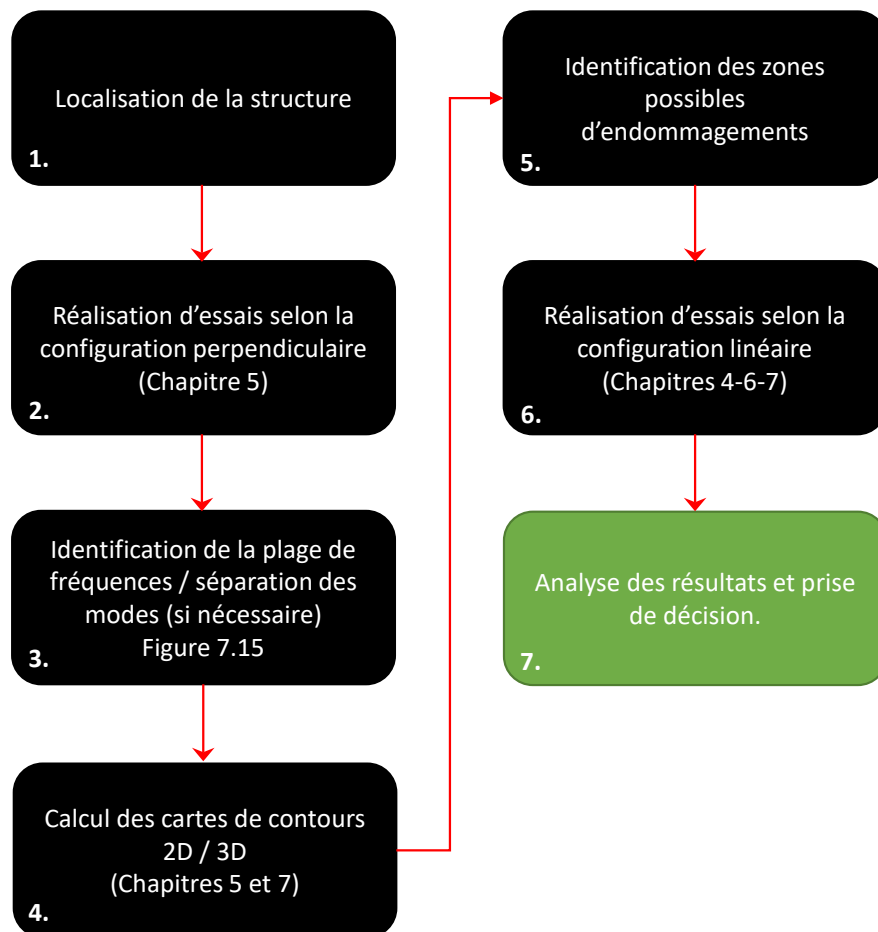 Localisation de la structure
1.
Réalisation d'essais selon la
configuration perpendiculaire
(Chapitre 5)
2.
Identification de la plage de
fréquences / séparation des
modes (si nécessaire)
Figure 7.15
3.
Calcul des cartes de contours
2D / 3D
(Chapitres 5 et 7)
4.
Identification des zones
possibles
d'endommagements
5.
Réalisation d'essais selon la
configuration linéaire
(Chapitres 4-6-7)
6.
Analyse des résultats et prise
de décision.
7.